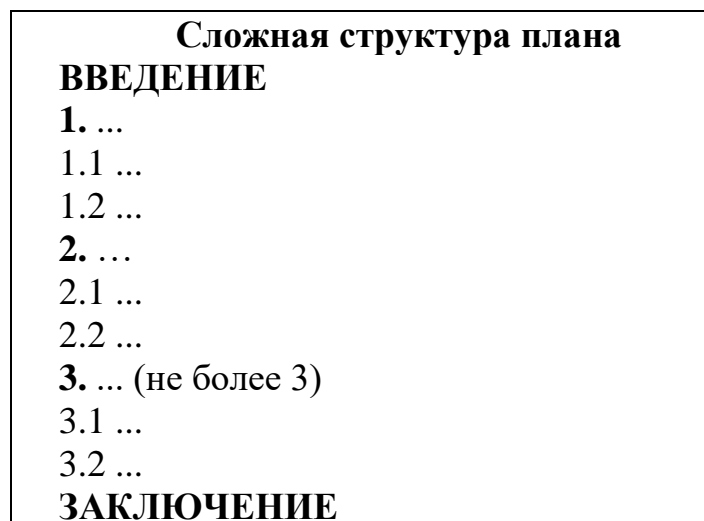 Сложная структура плана
ВВЕДЕНИЕ
1. ...
1.1 ...
1.2 ...
2. …
2.1 ...
2.2 ...
3. ... (не более 3)
3.1 ...
3.2 ...
ЗАКЛЮЧЕНИЕ